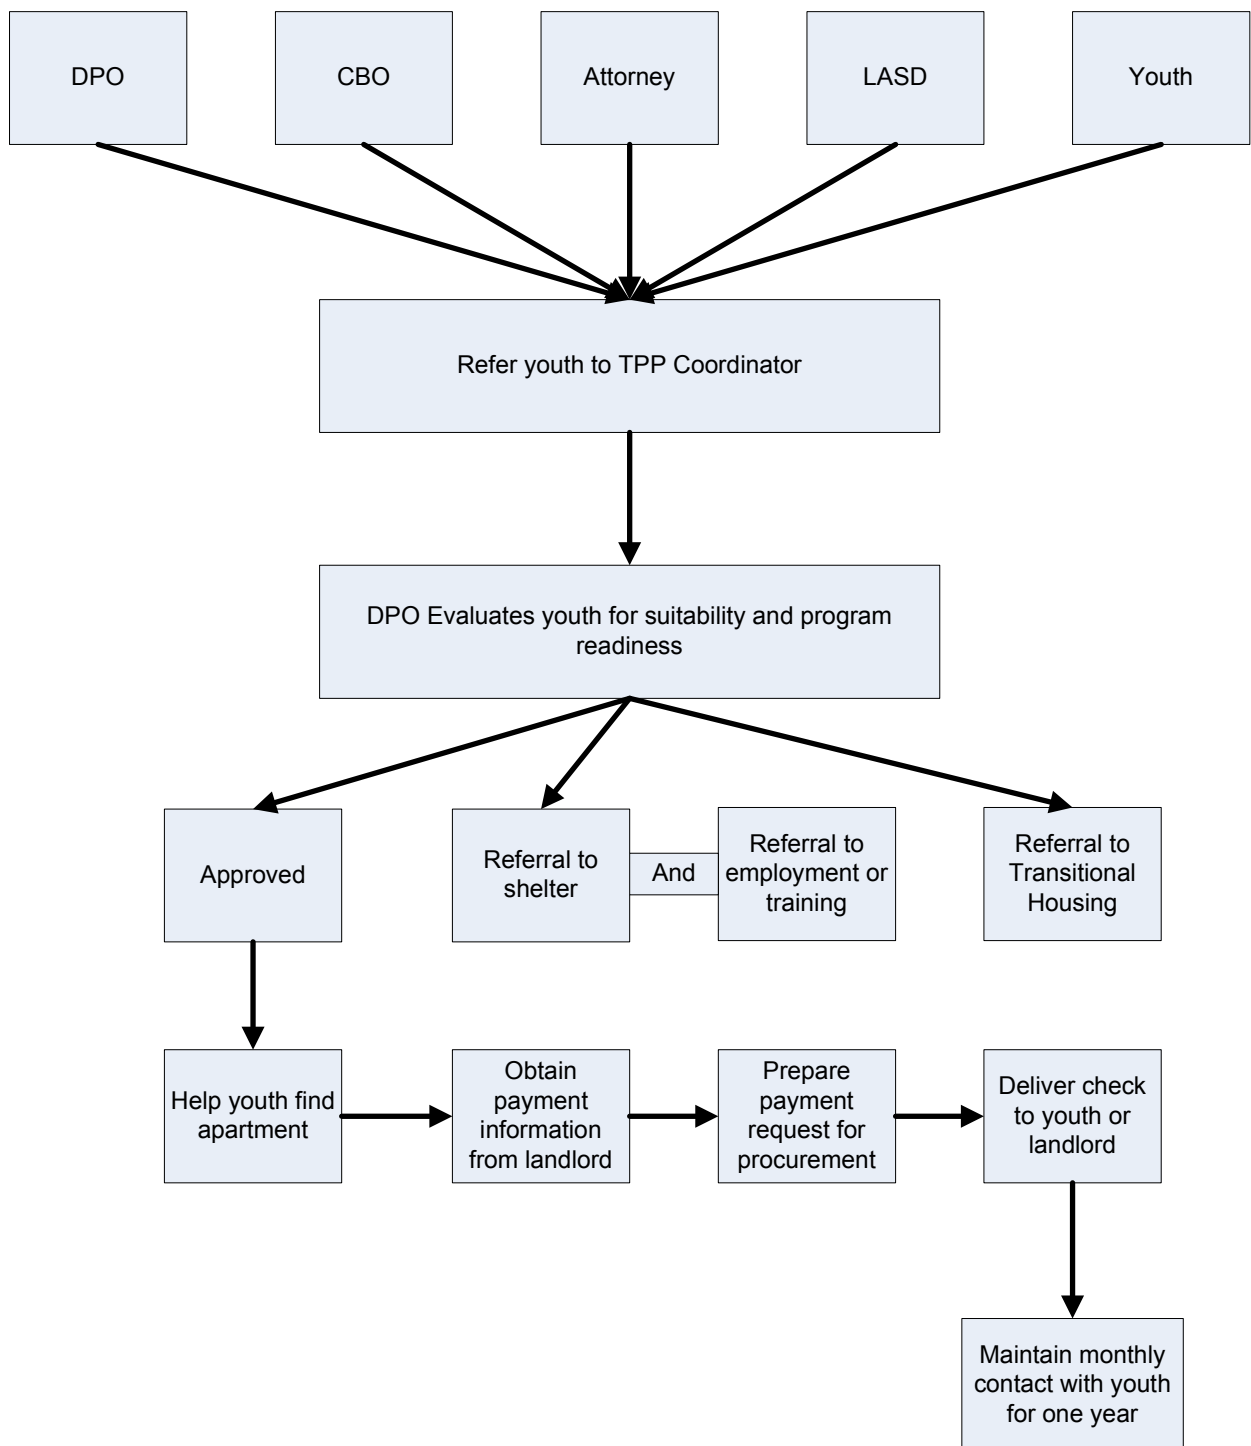 DPO
CBO
Attorney
LASD
Youth
Refer youth to TPP Coordinator
DPO Evaluates youth for suitability and program
readiness
Approved
Referral to
shelter
And
Referral to
employment or
training
Referral to
Transitional
Housing
Help youth find
apartment
Obtain
payment
information
from landlord
Prepare
payment
request for
procurement
Deliver check
to youth or
landlord
Maintain monthly
contact with youth
for one year